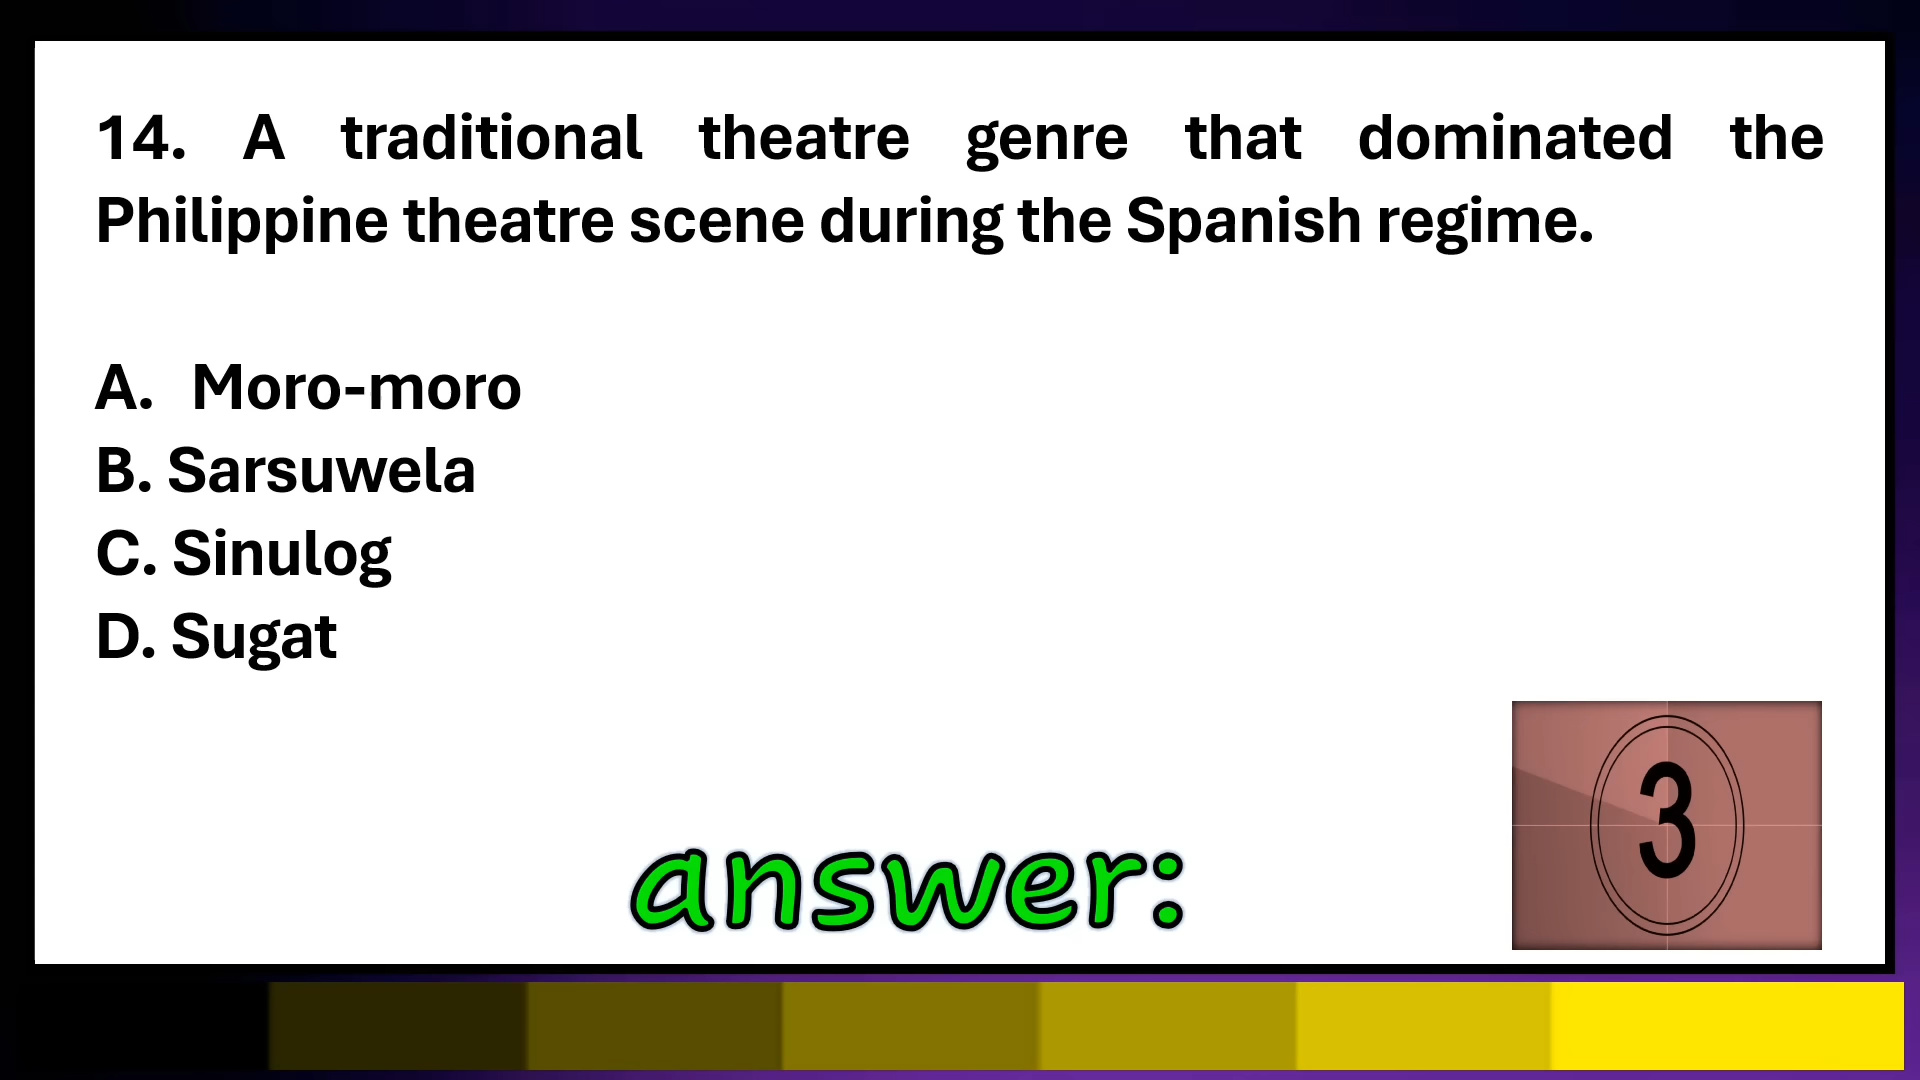 14. A traditional theatre genre that dominated the
Philippine theatre scene during the Spanish regime.
A. Moro-moro
B. Sarsuwela
C. Sinulog
D. Sugat
3
answer: